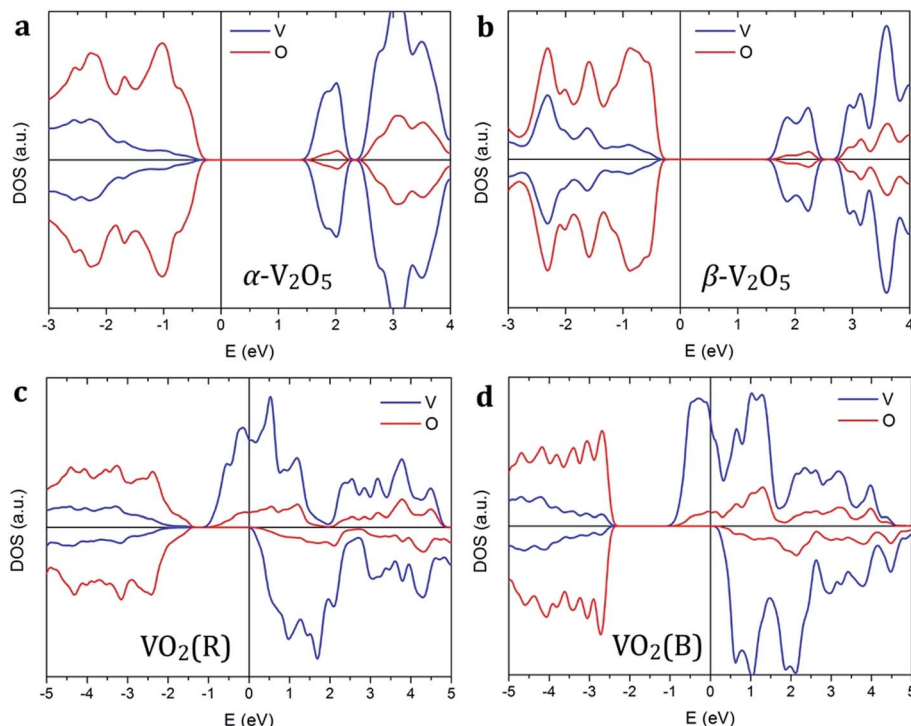 a
V
O
DOS (a.u.)
α-V₂O₅
-3 -2 -1 0 1 2 3 4
E (eV)
b
V
O
DOS (a.u.)
β-V₂O₅
-3 -2 -1 0 1 2 3 4
E (eV)
c
V
O
DOS (a.u.)
VO₂(R)
-5 -4 -3 -2 -1 0 1 2 3 4 5
E (eV)
d
V
O
DOS (a.u.)
VO₂(B)
-5 -4 -3 -2 -1 0 1 2 3 4 5
E (eV)